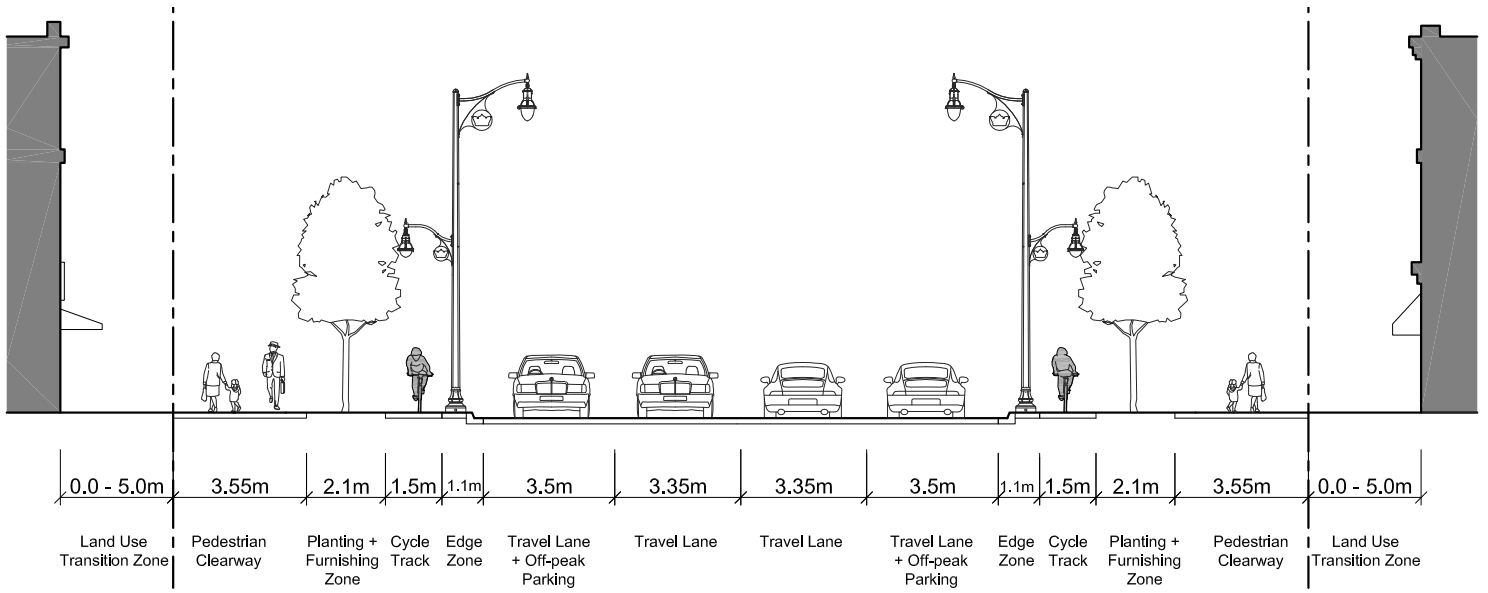 0.0 - 5.0m 3.55m 2.1m 1.5m 1.1m 3.5m 3.35m 3.35m 3.5m 1.1m 1.5m 2.1m 3.55m 0.0 - 5.0m
Land Use Pedestrian Planting + Cycle Edge Travel Lane Travel Lane Travel Lane Travel Lane Edge Cycle Planting + Pedestrian Land Use
Transition Zone Clearway Furnishing Track Zone + Off-peak + Off-peak Zone Track Furnishing Clearway Transition Zone
Zone Parking Parking Zone